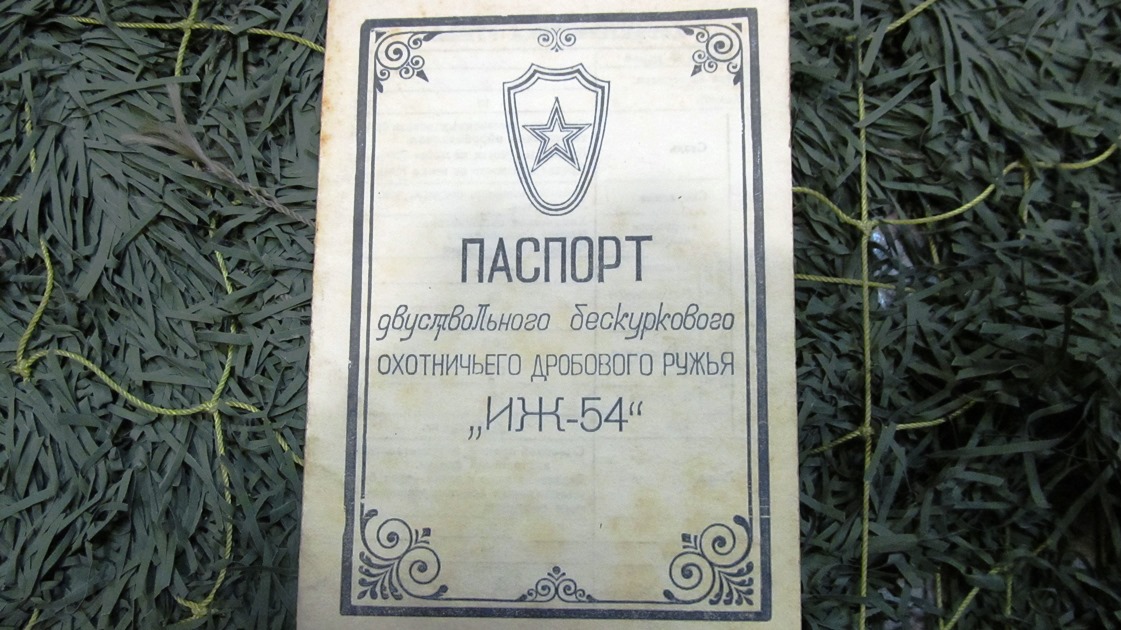 ПАСПОРТ
двуствольного бескуркового
ОХОТНИЧЬЕГО ДРОБОВОГО РУЖЬЯ
„ИЖ-54“